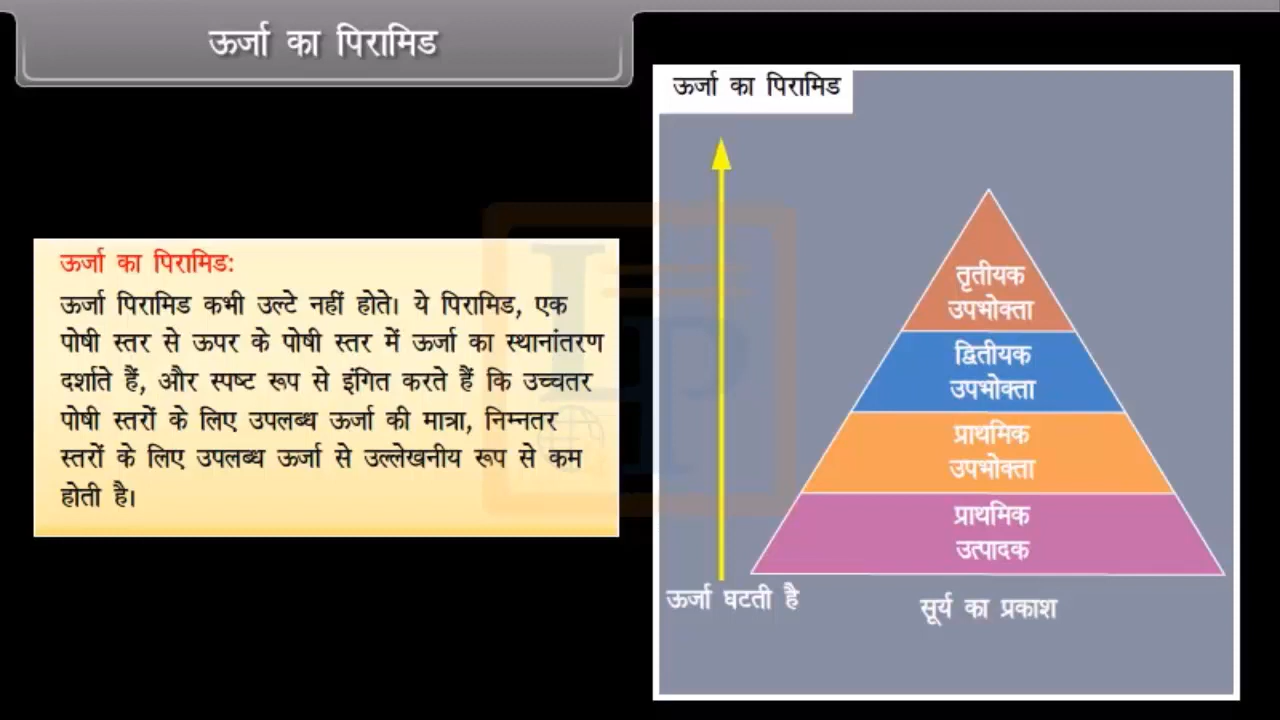 ऊर्जा का पिरामिड
ऊर्जा का पिरामिड:
ऊर्जा पिरामिड कभी उल्टे नहीं होते। ये पिरामिड, एक
पोषी स्तर से ऊपर के पोषी स्तर में ऊर्जा का स्थानांतरण
दर्शाते हैं, और स्पष्ट रूप से इंगित करते हैं कि उच्चतर
पोषी स्तरों के लिए उपलब्ध ऊर्जा की मात्रा, निम्नतर
स्तरों के लिए उपलब्ध ऊर्जा से उल्लेखनीय रूप से कम
होती है।
ऊर्जा का पिरामिड
तृतीयक
उपभोक्ता
द्वितीयक
उपभोक्ता
प्राथमिक
उपभोक्ता
प्राथमिक
उत्पादक
ऊर्जा घटती है
सूर्य का प्रकाश